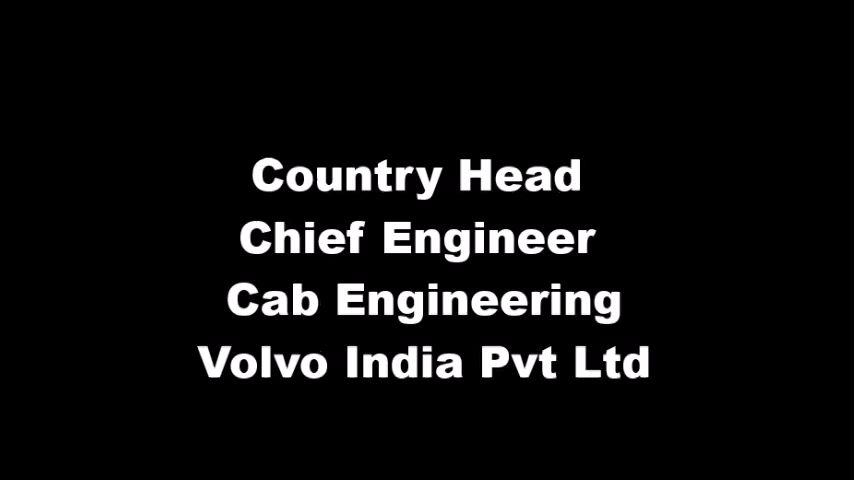 Country Head
Chief Engineer
Cab Engineering
Volvo India Pvt Ltd